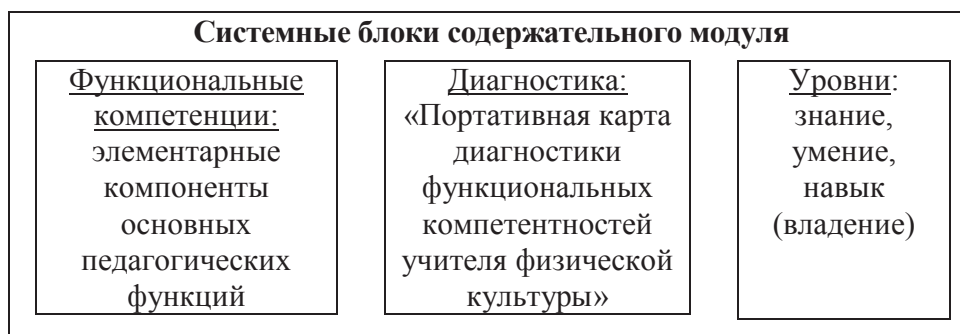 Системные блоки содержательного модуля
Функциональные
компетенции:
элементарные
компоненты
основных
педагогических
функций
Диагностика:
«Портативная карта
диагностики
функциональных
компетентностей
учителя физической
культуры»
Уровни:
знание,
умение,
навык
(владение)